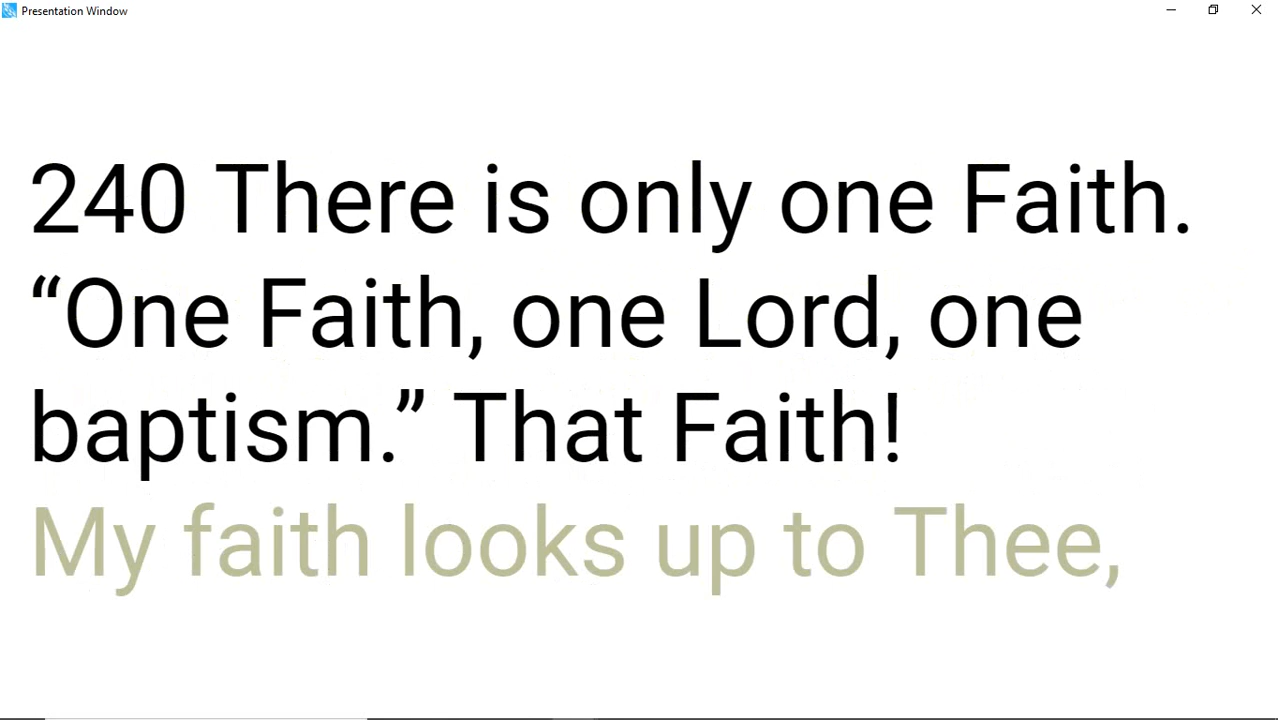 Presentation Window
240 There is only one Faith.
“One Faith, one Lord, one
baptism.” That Faith!
My faith looks up to Thee,